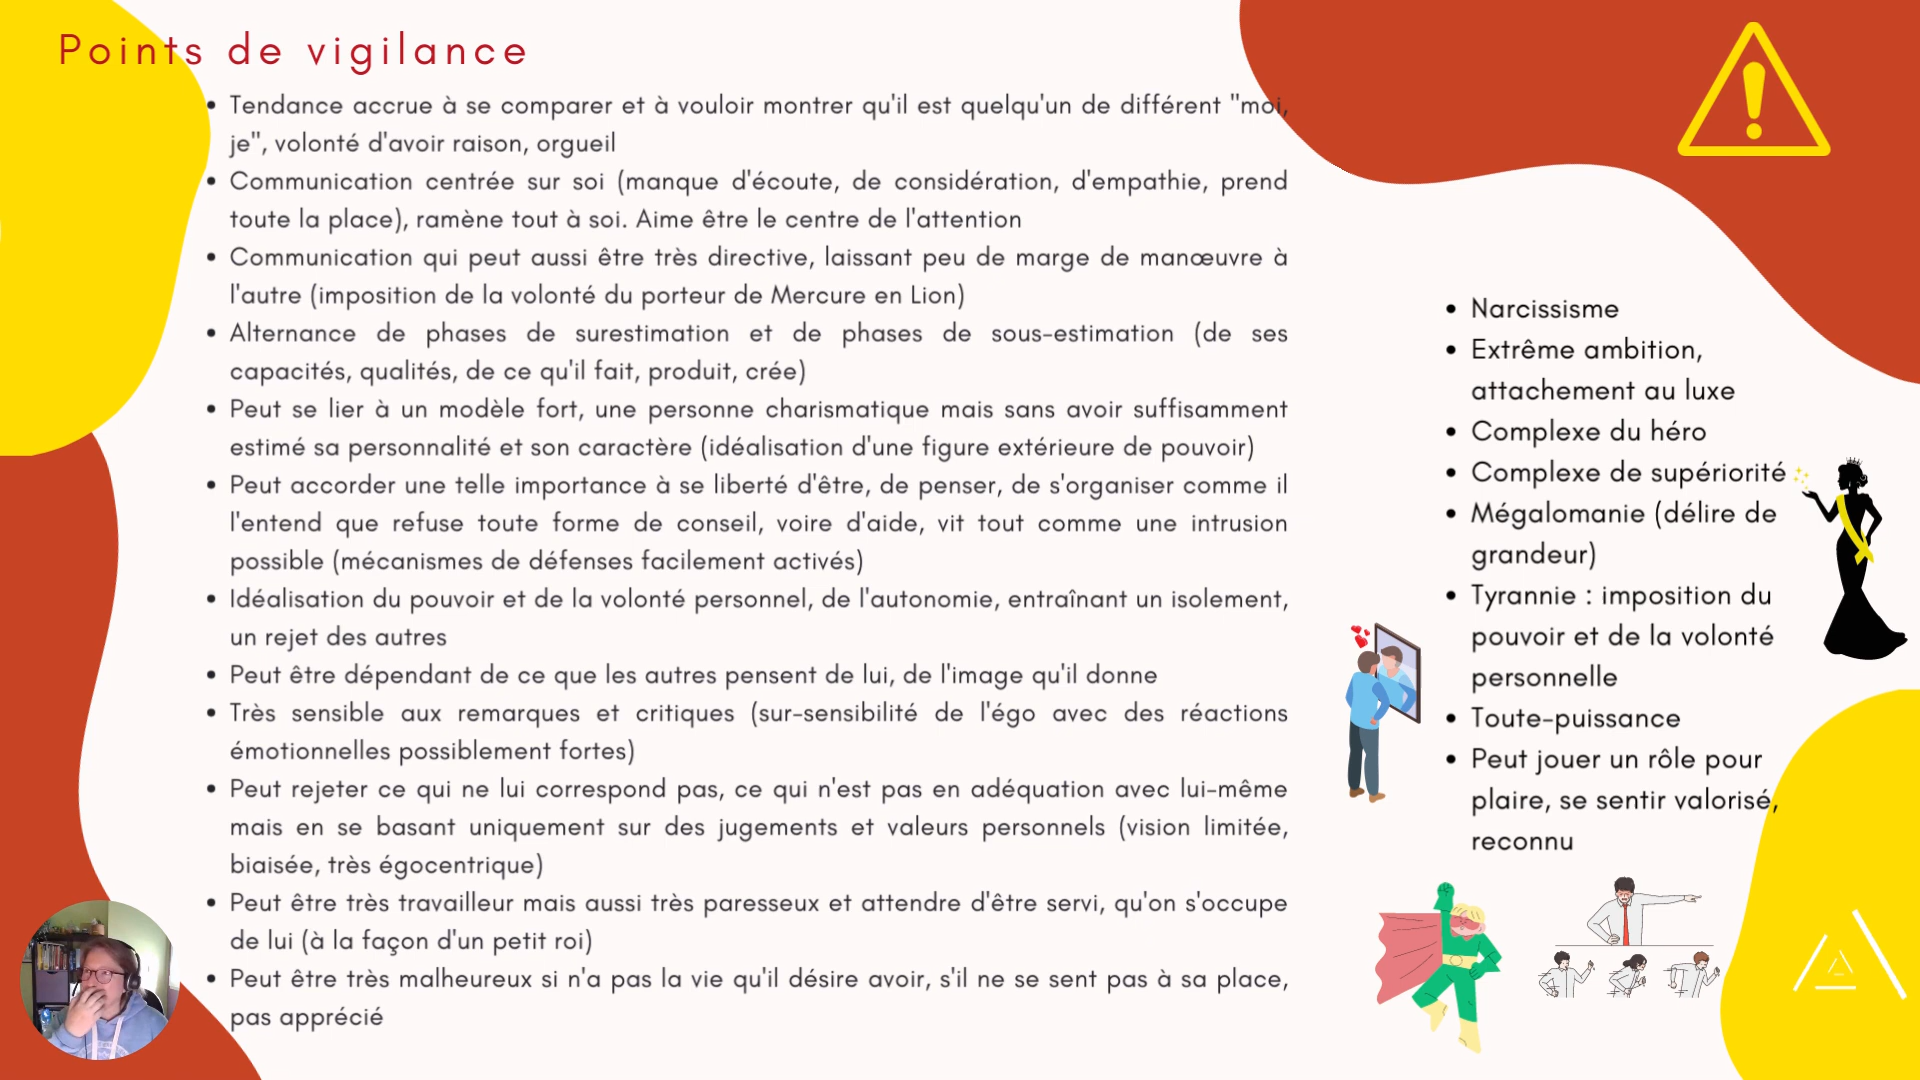 Points de vigilance
• Tendance accrue à se comparer et à vouloir montrer qu'il est quelqu'un de différent "moi,
je", volonté d'avoir raison, orgueil
• Communication centrée sur soi (manque d'écoute, de considération, d'empathie, prend
toute la place), ramène tout à soi. Aime être le centre de l'attention
• Communication qui peut aussi être très directive, laissant peu de marge de manœuvre à
l'autre (imposition de la volonté du porteur de Mercure en Lion)
• Alternance de phases de surestimation et de phases de sous-estimation (de ses
capacités, qualités, de ce qu'il fait, produit, crée)
• Peut se lier à un modèle fort, une personne charismatique mais sans avoir suffisamment
estimé sa personnalité et son caractère (idéalisation d'une figure extérieure de pouvoir)
• Peut accorder une telle importance à se liberté d'être, de penser, de s'organiser comme il
l'entend que refuse toute forme de conseil, voire d'aide, vit tout comme une intrusion
possible (mécanismes de défenses facilement activés)
• Idéalisation du pouvoir et de la volonté personnel, de l'autonomie, entraînant un isolement,
un rejet des autres
• Peut être dépendant de ce que les autres pensent de lui, de l'image qu'il donne
• Très sensible aux remarques et critiques (sur-sensibilité de l'égo avec des réactions
émotionnelles possiblement fortes)
• Peut rejeter ce qui ne lui correspond pas, ce qui n'est pas en adéquation avec lui-même
mais en se basant uniquement sur des jugements et valeurs personnels (vision limitée,
biaisée, très égocentrique)
• Peut être très travailleur mais aussi très paresseux et attendre d'être servi, qu'on s'occupe
de lui (à la façon d'un petit roi)
• Peut être très malheureux si n'a pas la vie qu'il désire avoir, s'il ne se sent pas à sa place,
pas apprécié
• Narcissisme
• Extrême ambition,
attachement au luxe
• Complexe du héro
• Complexe de supériorité
• Mégalomanie (délire de
grandeur)
• Tyrannie : imposition du
pouvoir et de la volonté
personnelle
• Toute-puissance
• Peut jouer un rôle pour
plaire, se sentir valorisé,
reconnu